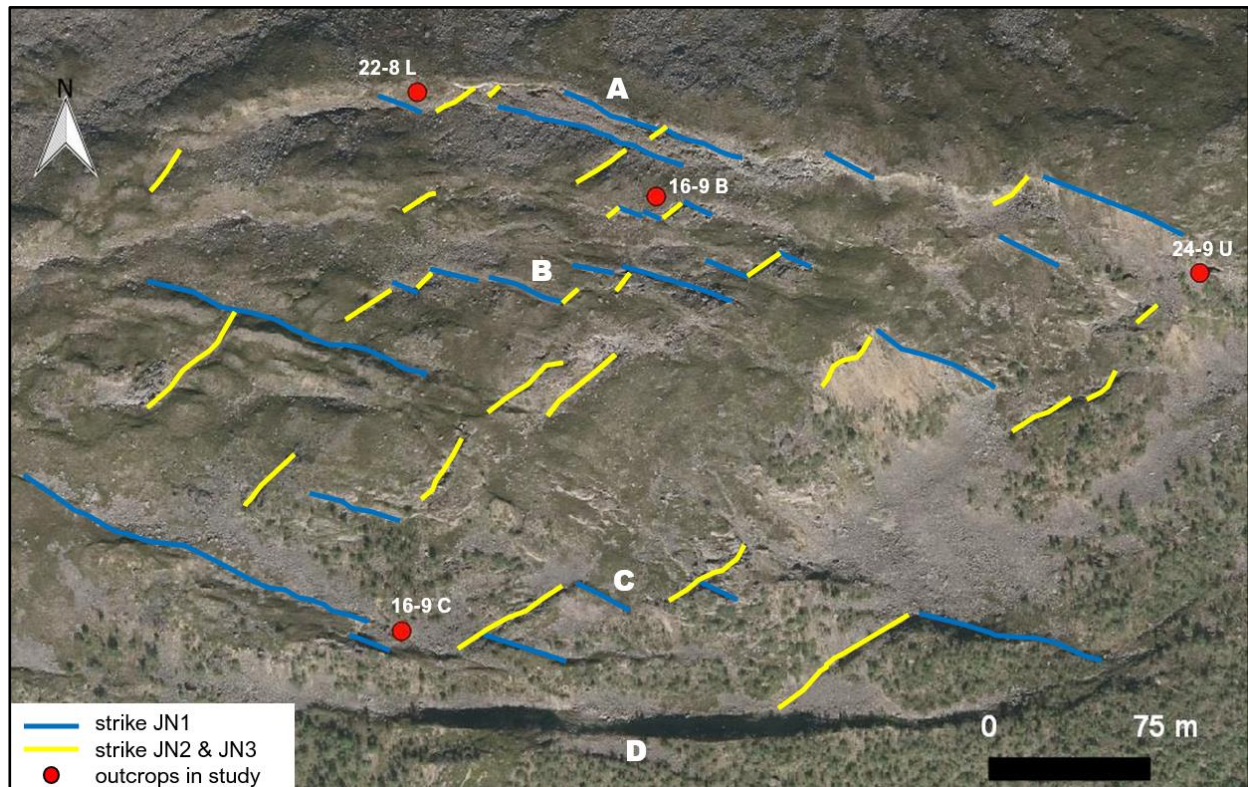 22-8 L
A
N
16-9 B
24-9 U
B
C
16-9 C
strike JN1
strike JN2 & JN3
outcrops in study
D
0 75 m